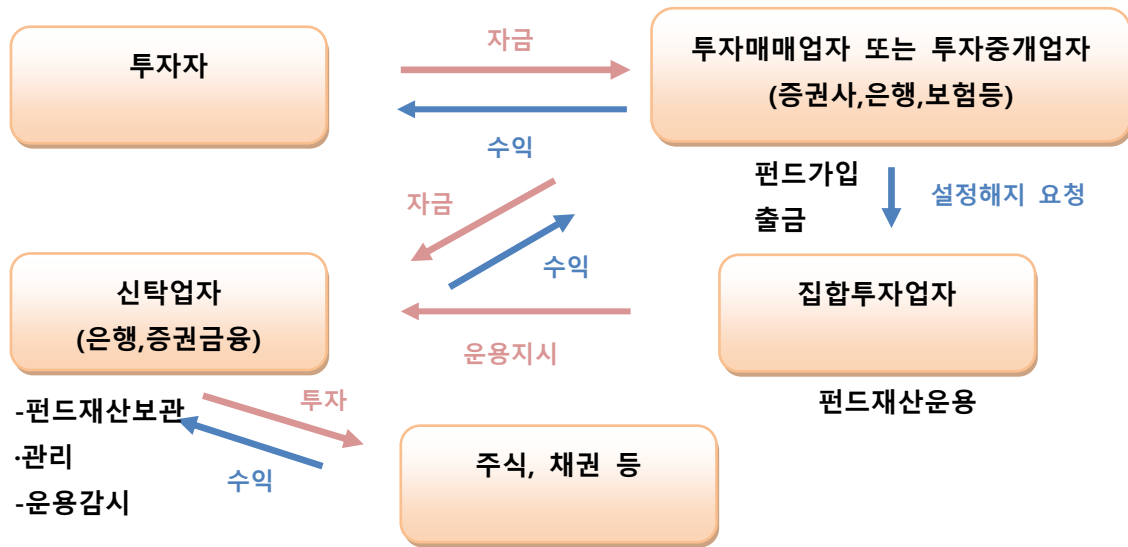 투자자
자금
수익
투자매매업자 또는 투자중개업자
(증권사,은행,보험등)
펀드가입
출금
설정해지 요청
자금
수익
신탁업자
(은행,증권금융)
운용지시
집합투자업자
펀드재산운용
-펀드재산보관
·관리
-운용감시
투자
수익
주식, 채권 등